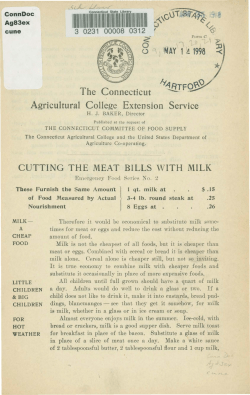 ConnDoc
Ag83ex
cune
Connecticut State Library
3 0231 00008 0312
CONNECTICUT STATE LIBRARY
MAY 14 1998
HARTFORD
The Connecticut
Agricultural College Extension Service
H. J. BAKER, Director
Published at the request of
THE CONNECTICUT COMMITTEE OF FOOD SUPPLY
The Connecticut Agricultural College and the United States Department of
Agriculture Co-operating.
CUTTING THE MEAT BILLS WITH MILK
Emergency Food Series No. 3
These Furnish the Same Amount
of Food Measured by Actual
Nourishment
1 qt. milk at . . . $ .13
3-4 lb. round steak at . .25
8 Eggs at . . . .36
MILK—
A
CHEAP
FOOD
Therefore it would be economical to substitute milk some-
times for meat or eggs and reduce the cost without reducing the
amount of food.
Milk is not the cheapest of all foods, but it is cheaper than
meat or eggs. Combined with cereal or bread it is cheaper than
milk alone. Cereal alone is cheaper still, but not so inviting.
It is true economy to combine milk with cheaper foods and
substitute it occasionally in place of more expensive foods.
LITTLE
CHILDREN
& BIG
CHILDREN
All children until full grown should have a quart of milk
a day. Adults would do well to drink a glass or two. If a
child does not like to drink it, make it into custards, bread pud-
dings, blancmanges—see that they get it somehow, for milk
is milk, whether in a glass or in ice cream or soup.
FOR
HOT
WEATHER
Almost everyone enjoys milk in the summer. Ice-cold, with
bread or crackers, milk is a good supper dish. Serve milk toast
for breakfast in place of the bacon. Substitute a glass of milk
in place of a slice of meat once a day. Make a white sauce
of 2 tablespoonsful butter, 2 tablespoonsful flour and 1 cup milk,